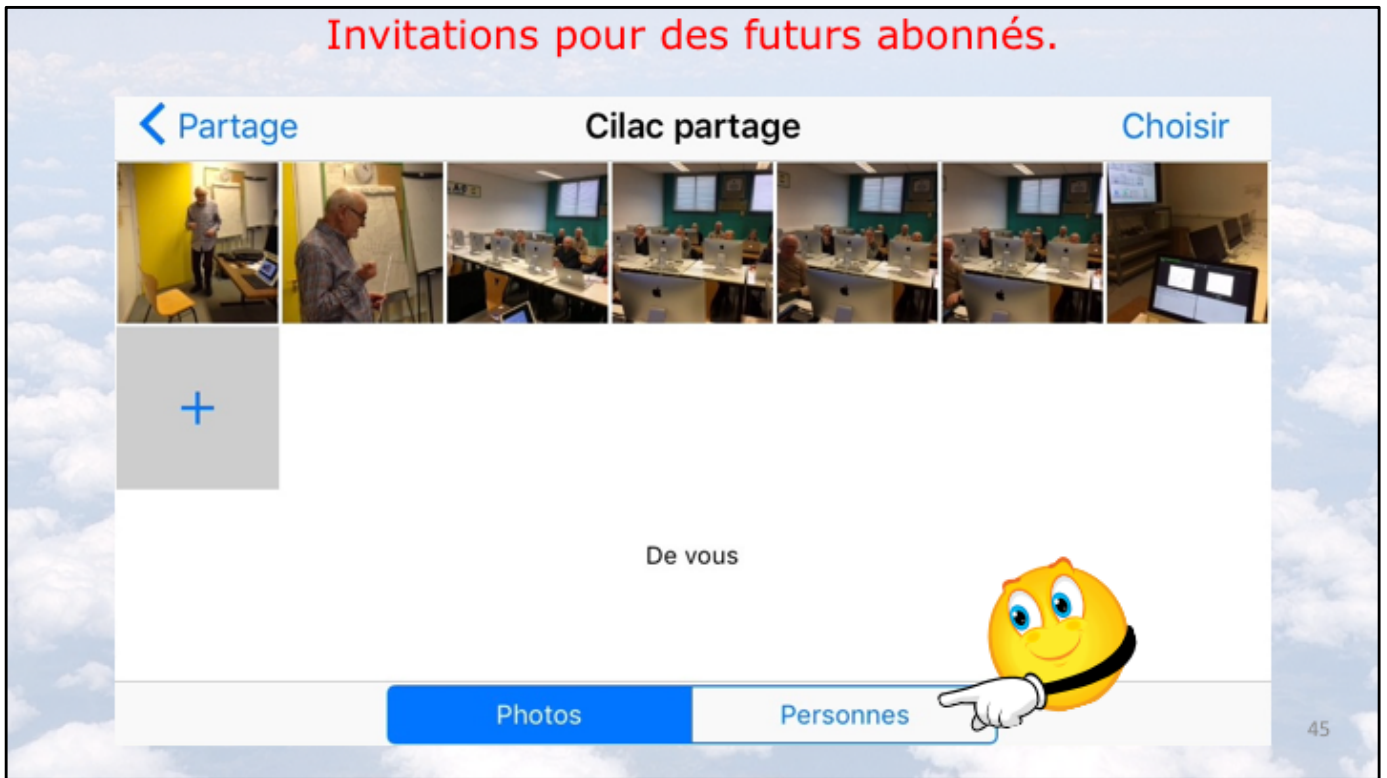 Invitations pour des futurs abonnés.
Partage
Cilac partage
Choisir
+
De vous
Photos
Personnes
45